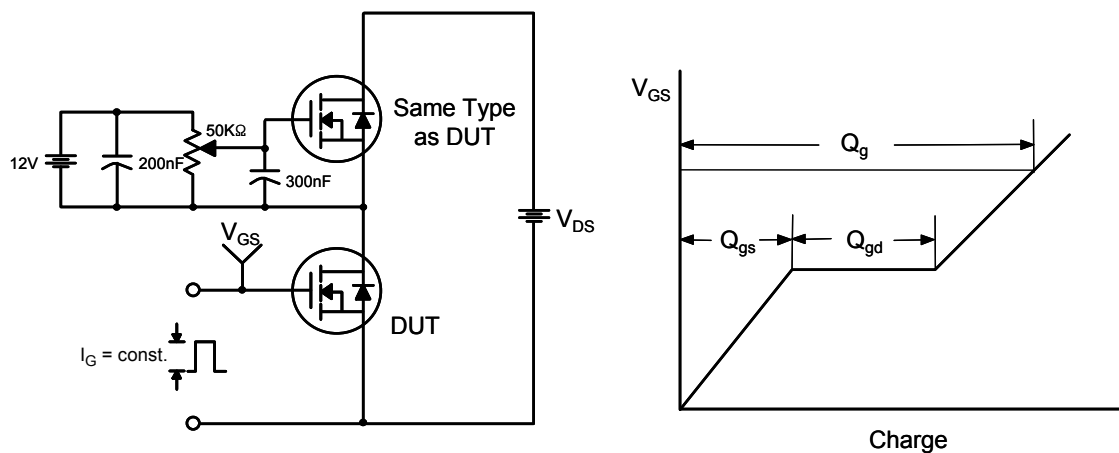 Same Type
as DUT
50KΩ
12V
200nF
300nF
V_GS
V_DS
DUT
I_G = const.
V_GS
Q_g
Q_gs
Q_gd
Charge